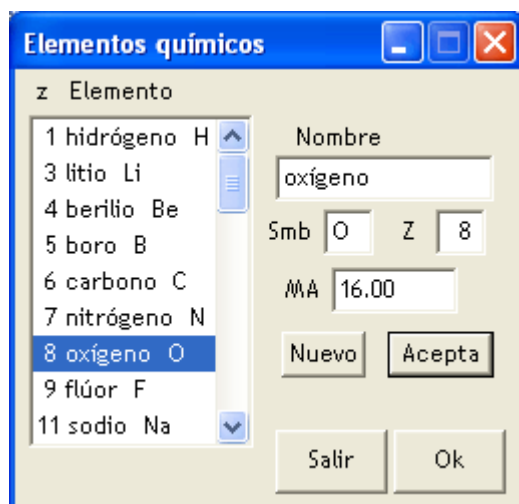 Elementos químicos
z Elemento
1 hidrógeno H
3 litio Li
4 berilio Be
5 boro B
6 carbono C
7 nitrógeno N
8 oxígeno O
9 flúor F
11 sodio Na
Nombre
oxígeno
Smb O Z 8
MA 16.00
Nuevo Acepta
Salir Ok